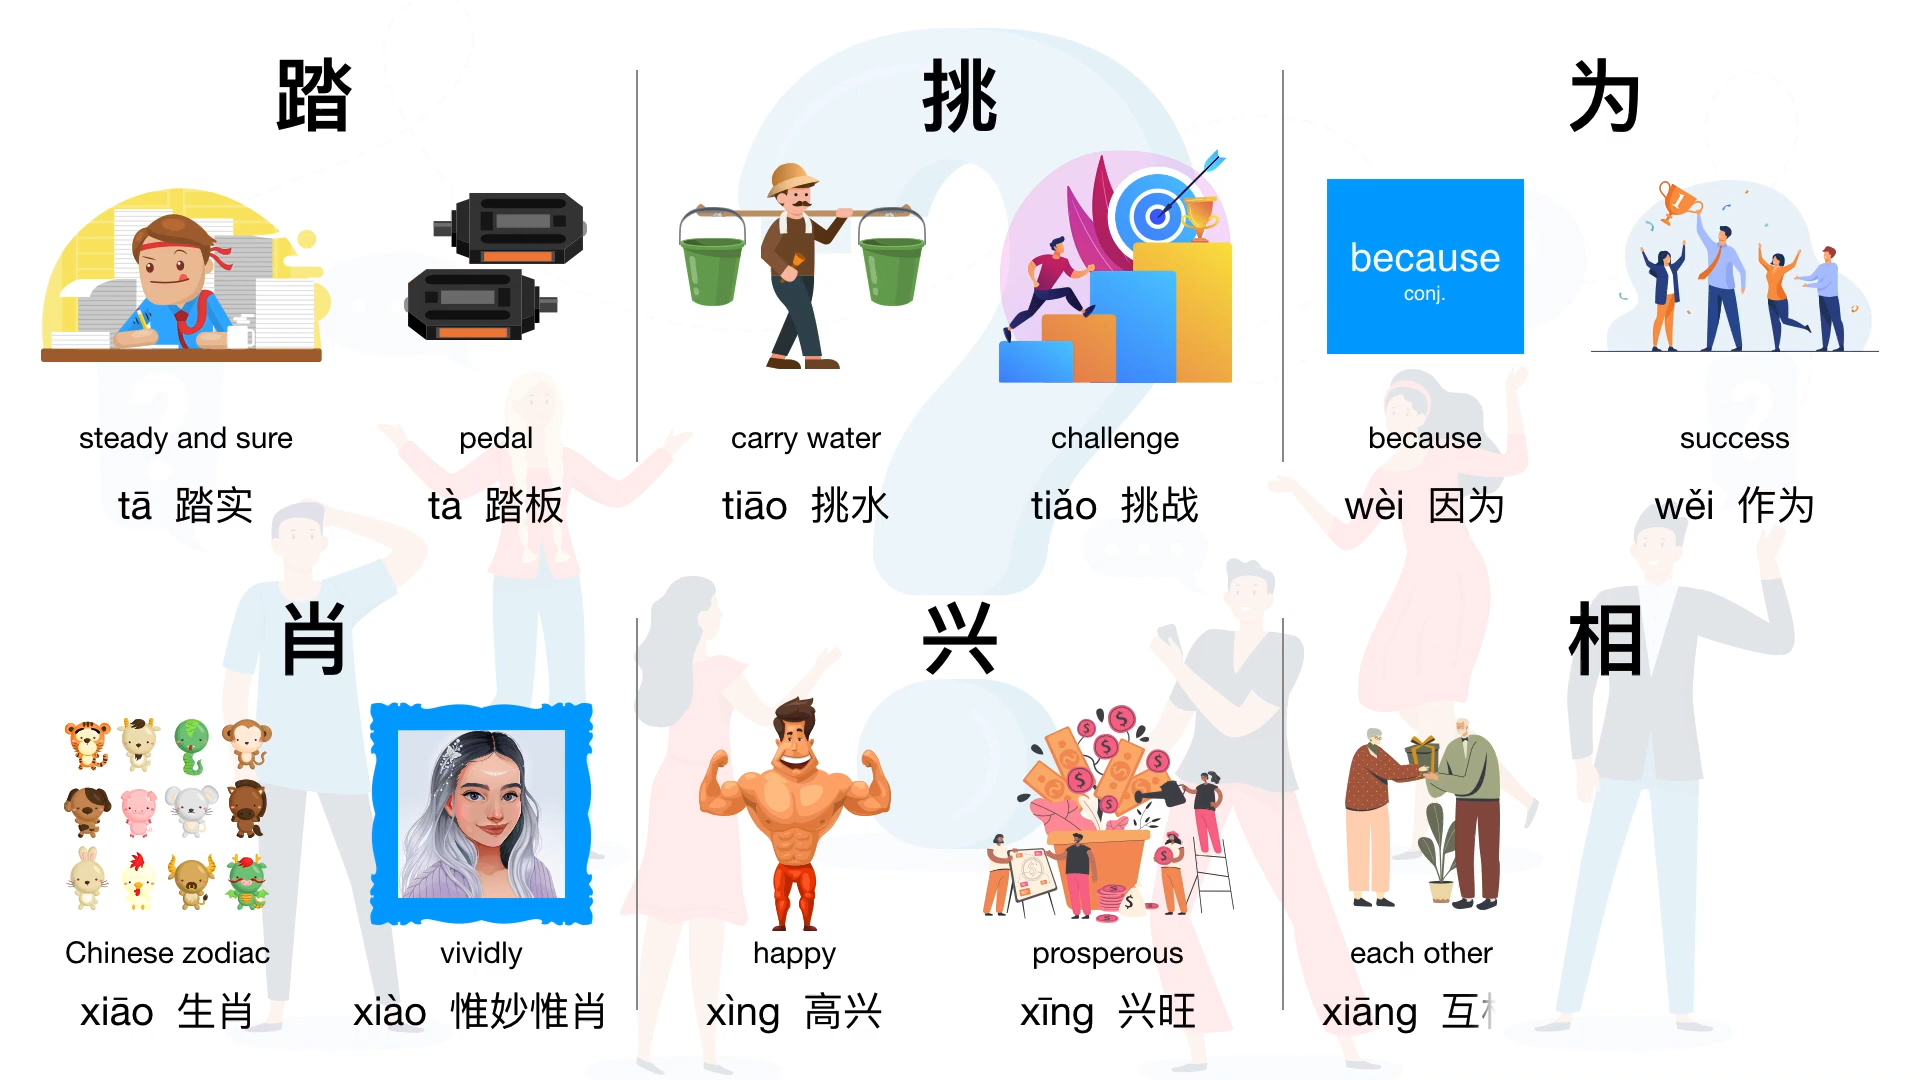 踏
挑
为
because
conj.
steady and sure
pedal
carry water
challenge
because
success
tā 踏实
tà 踏板
tiāo 挑水
tiǎo 挑战
wèi 因为
wěi 作为
肖
兴
相
Chinese zodiac
vividly
happy
prosperous
each other
xiāo 生肖
xiào 惟妙惟肖
xìng 高兴
xīng 兴旺
xiāng 互